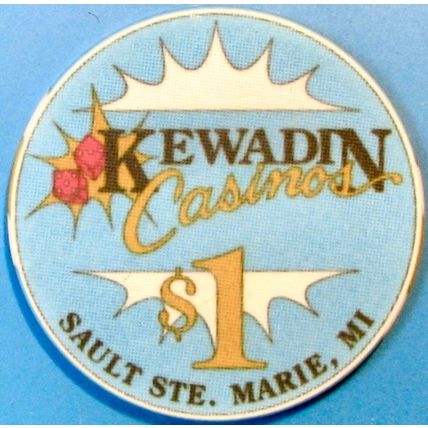 KEWADIN
Casinos
$1
SAULT STE. MARIE, MI